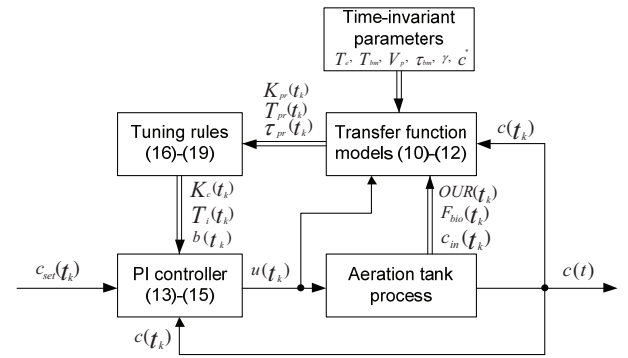 Time-invariant
parameters
T_e, T_bm, V_p, τ_bm, γ, c*
K_pr(t_k)
T_pr(t_k)
τ_pr(t_k)
Tuning rules
(16)-(19)
Transfer function
models (10)-(12)
c(t_k)
K_c(t_k)
T_i(t_k)
b(t_k)
OUR(t_k)
F_bio(t_k)
c_in(t_k)
c_set(t_k)
PI controller
(13)-(15)
u(t_k)
Aeration tank
process
c(t)
c(t_k)